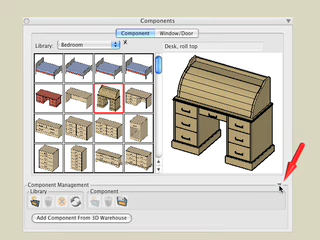 Components
Component Window/Door
Library: Bedroom Desk, roll top
Component Management
Library Component
Add Component From 3D Warehouse